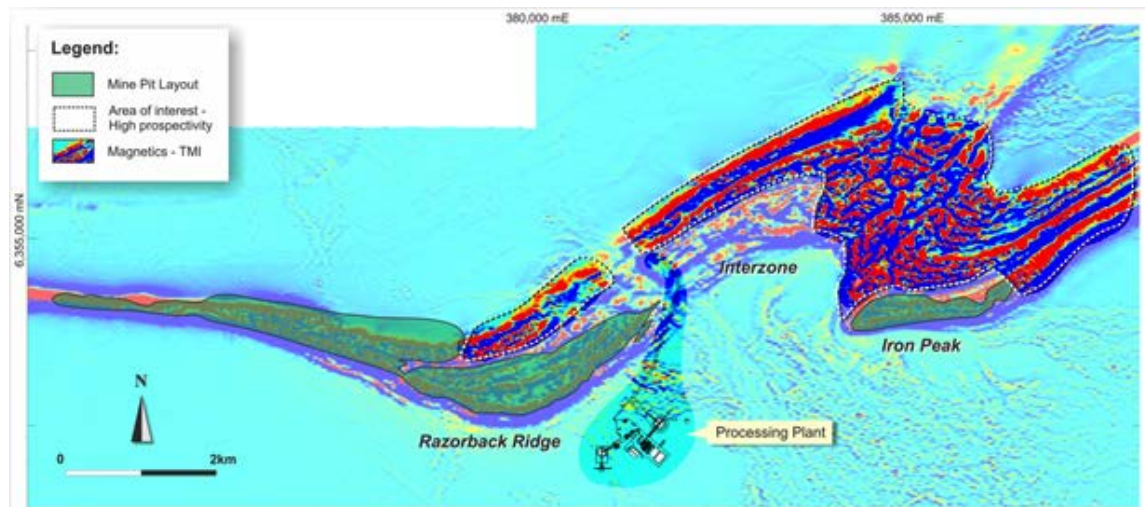 380,000 mE
385,000 mE
Legend:
Mine Pit Layout
Area of interest -
High prospectivity
Magnetics - TMI
6,355,000 mN
Interzone
Iron Peak
N
Razorback Ridge
Processing Plant
0
2km